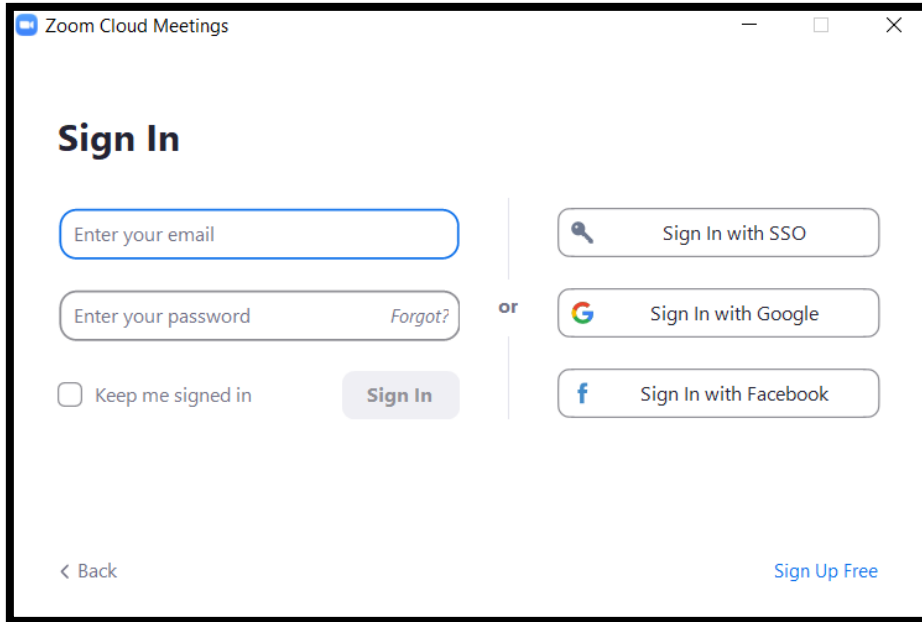 Zoom Cloud Meetings
Sign In
Enter your email
Enter your password Forgot?
Keep me signed in Sign In
or
Sign In with SSO
Sign In with Google
Sign In with Facebook
Back
Sign Up Free